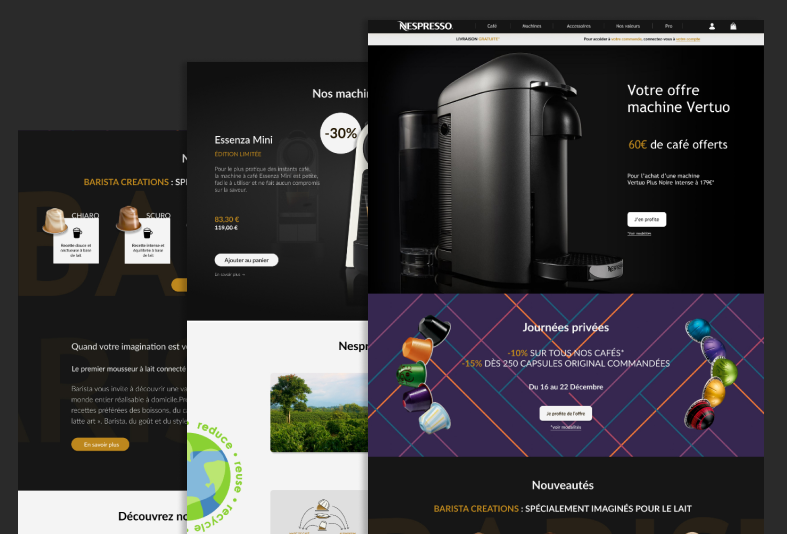 NESPRESSO.
Café
Machines
Accessoires
Nos valeurs
Pro
LIVRAISON GRATUITE*
Pour accéder à votre commande, connectez-vous à votre compte
Votre offre
machine Vertuo
60€ de café offerts
Pour l'achat d'une machine
Vertuo Plus Noire Intense à 179€*
J'en profite
*Voir modalités
Journées privées
-10% SUR TOUS NOS CAFÉS*
-15% DÈS 250 CAPSULES ORIGINAL COMMANDÉES
Du 16 au 22 Décembre
Je profite de l'offre
*voir modalités
Nouveautés
BARISTA CREATIONS : SPÉCIALEMENT IMAGINÉS POUR LE LAIT
Nos machi
-30%
Essenza Mini
ÉDITION LIMITÉE
Pour le plus pratique des instants café,
la machine à café Essenza Mini est petite,
facile à utiliser et ne fait aucun compromis
sur la saveur.
83,30 €
119,00 €
Ajouter au panier
En savoir plus
Nespr
reduce • reuse • recycle
N
BARISTA CREATIONS : SP
CHIARO
Recette douce et
onctueuse à base
de lait
SCURO
Recette intense et
équilibrée à base
de lait
Quand votre imagination est v
Le premier mousseur à lait connecté
Barista vous invite à découvrir une va
monde entier réalisable à domicile.Pre
recettes préférées des boissons, du c
latte art ». Barista, du goût et du style
En savoir plus
Découvrez no